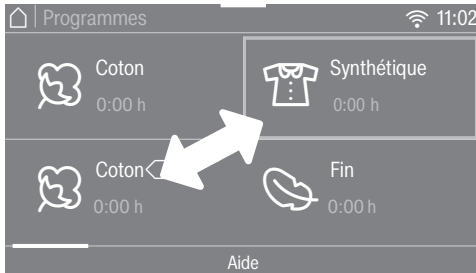 Programmes 11:02
Coton Synthétique
0:00 h 0:00 h
Coton Fin
0:00 h 0:00 h
Aide